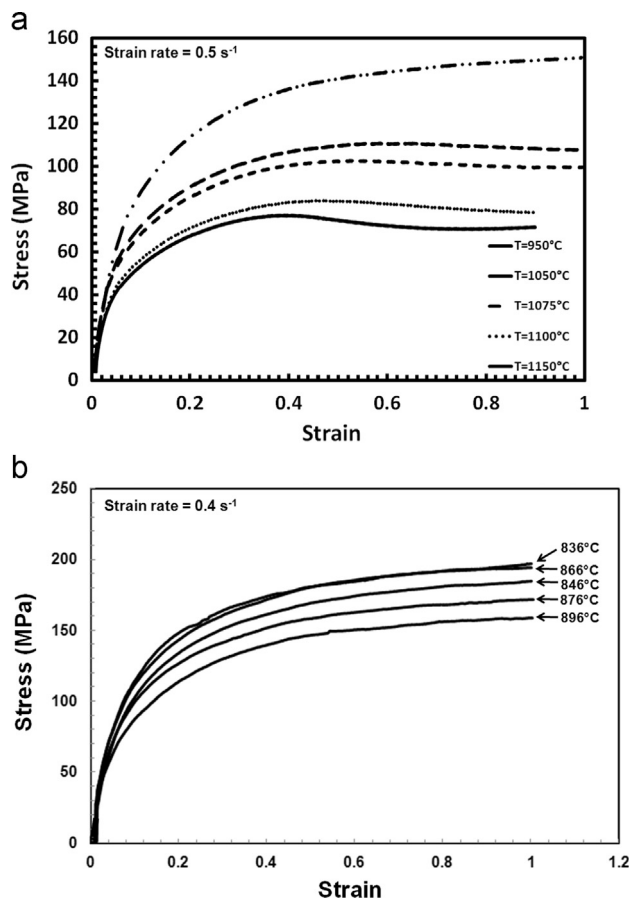 a
160
Strain rate = 0.5 s⁻¹
140
120
100
80
60
40
20
0
Stress (MPa)
T=950°C
T=1050°C
T=1075°C
T=1100°C
T=1150°C
0 0.2 0.4 0.6 0.8 1
Strain
b
250
Strain rate = 0.4 s⁻¹
200
150
100
50
0
Stress (MPa)
836°C
866°C
846°C
876°C
896°C
0 0.2 0.4 0.6 0.8 1 1.2
Strain